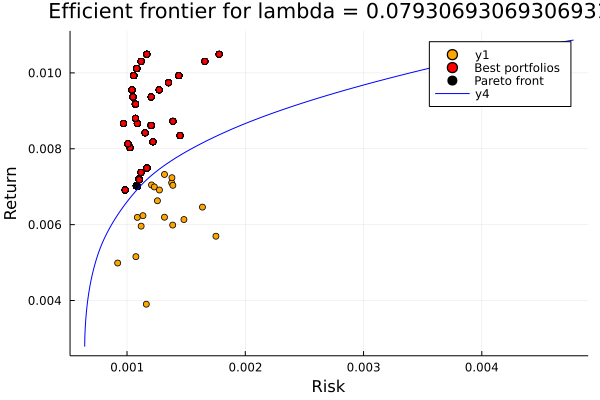 Efficient frontier for lambda = 0.0793069306930693
y1
Best portfolios
Pareto front
y4
0.010
0.008
0.006
0.004
Return
0.001
0.002
0.003
0.004
Risk